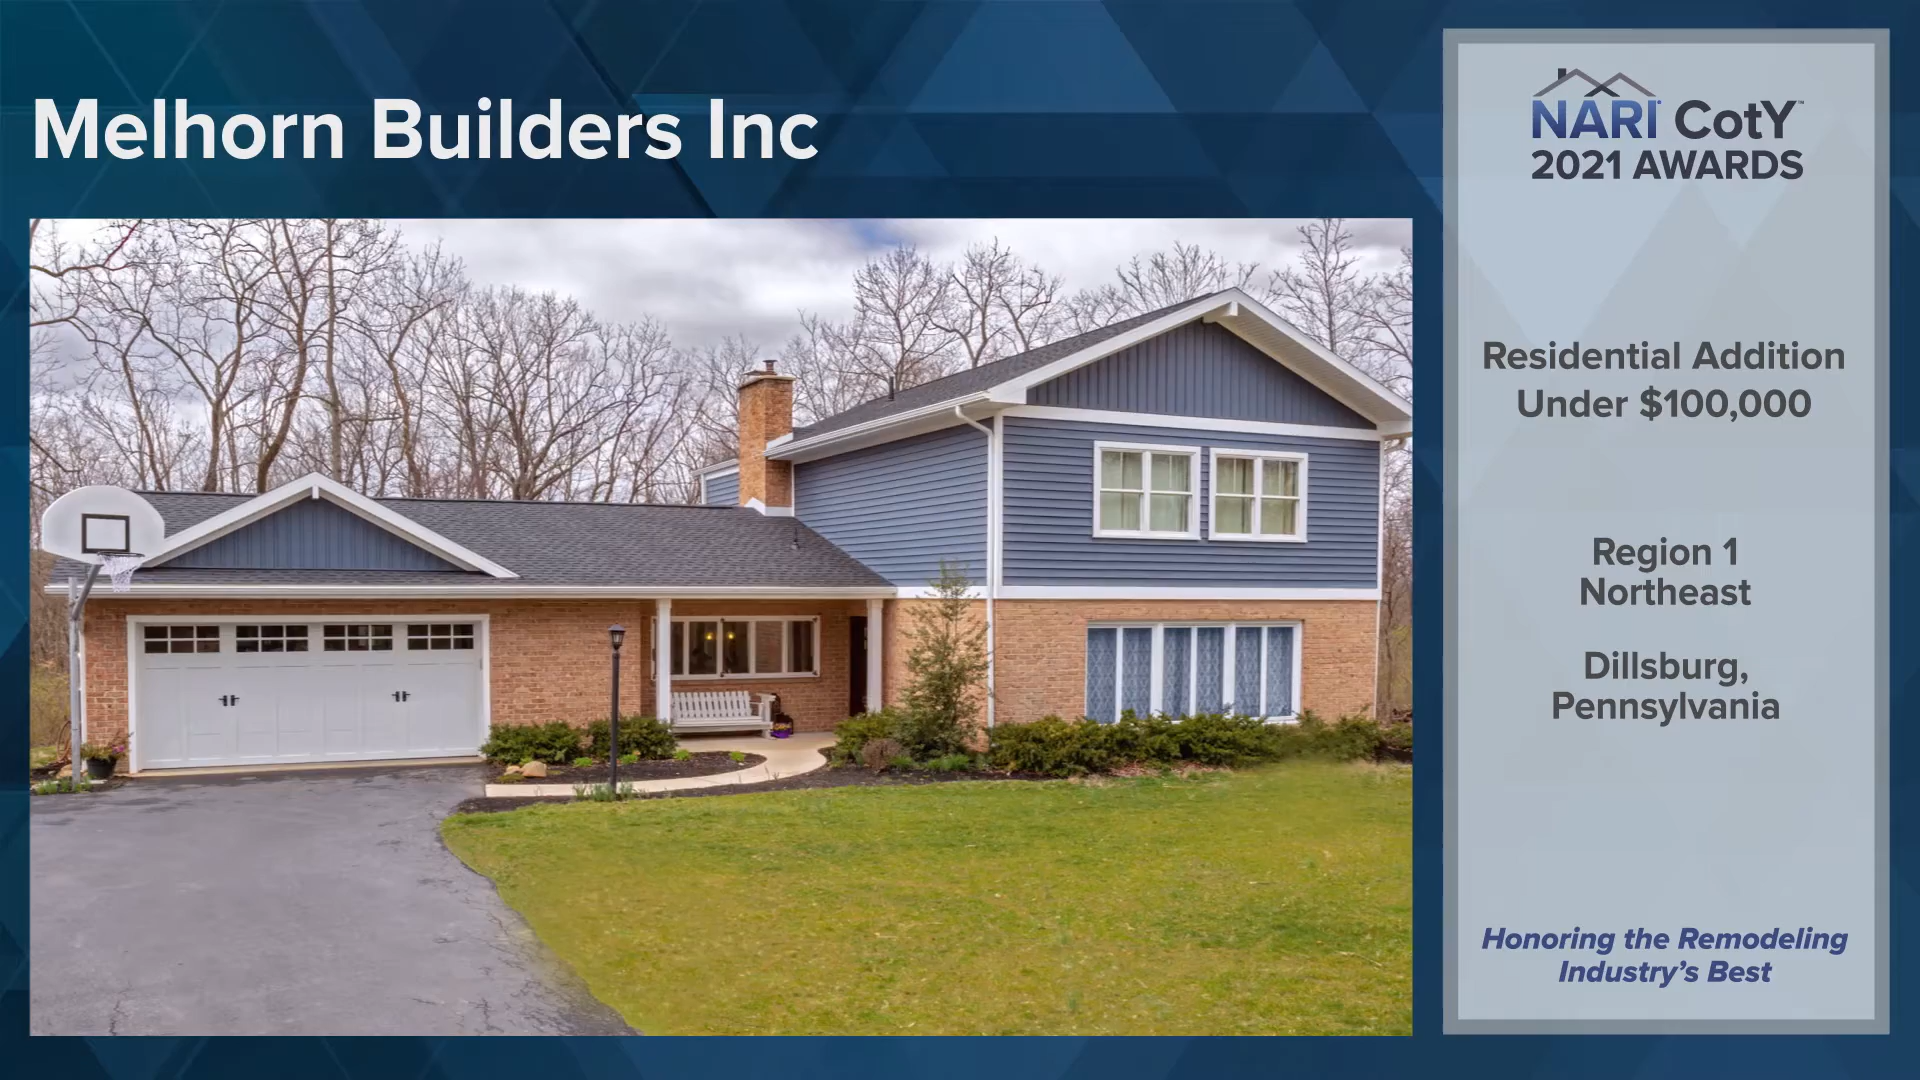 Melhorn Builders Inc
NARI CotY™
2021 AWARDS
Residential Addition
Under $100,000
Region 1
Northeast
Dillsburg,
Pennsylvania
Honoring the Remodeling
Industry's Best